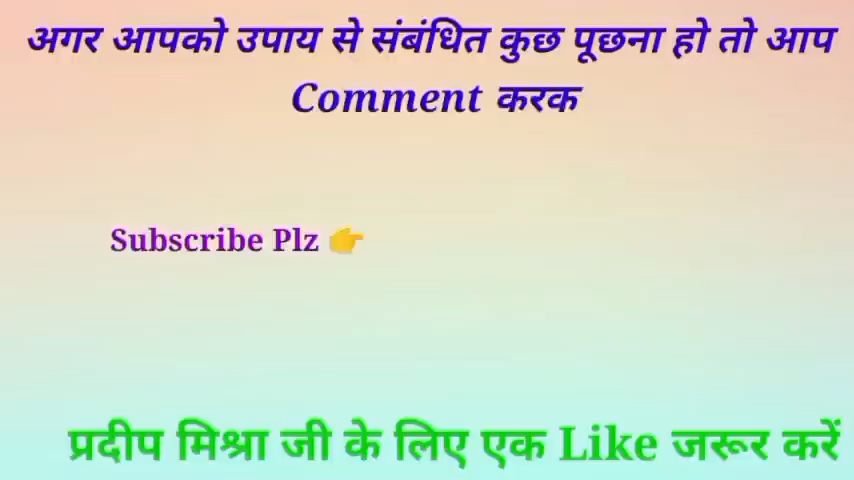 अगर आपको उपाय से संबंधित कुछ पूछना हो तो आप
Comment करक
Subscribe Plz 👉
प्रदीप मिश्रा जी के लिए एक Like जरूर करें